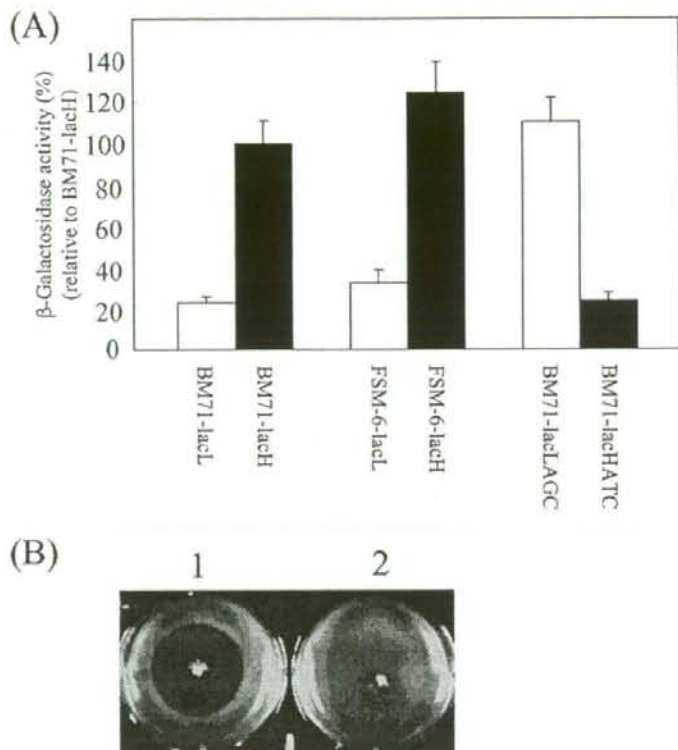 (A)
β-Galactosidase activity (%)
(relative to BM71-lacH)
140
120
100
80
60
40
20
0
BM71-lacL
BM71-lacH
FSM-6-lacL
FSM-6-lacH
BM71-lacLAGC
BM71-lacHATC
(B)
1 2